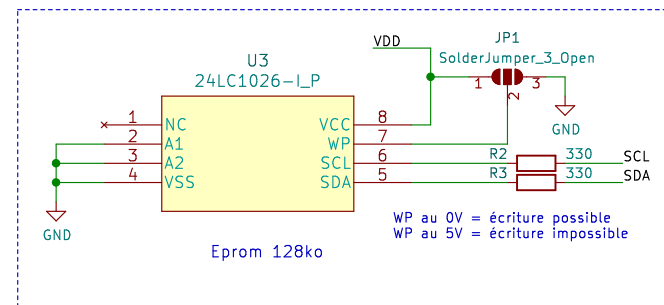 VDD
JP1
SolderJumper_3_Open
U3
24LC1026-I_P
1 2 3
GND
1 NC VCC 8
2 A1 WP 7
3 A2 SCL 6 R2 330 SCL
4 VSS SDA 5 R3 330 SDA
GND
WP au 0V = écriture possible
WP au 5V = écriture impossible
Eprom 128ko